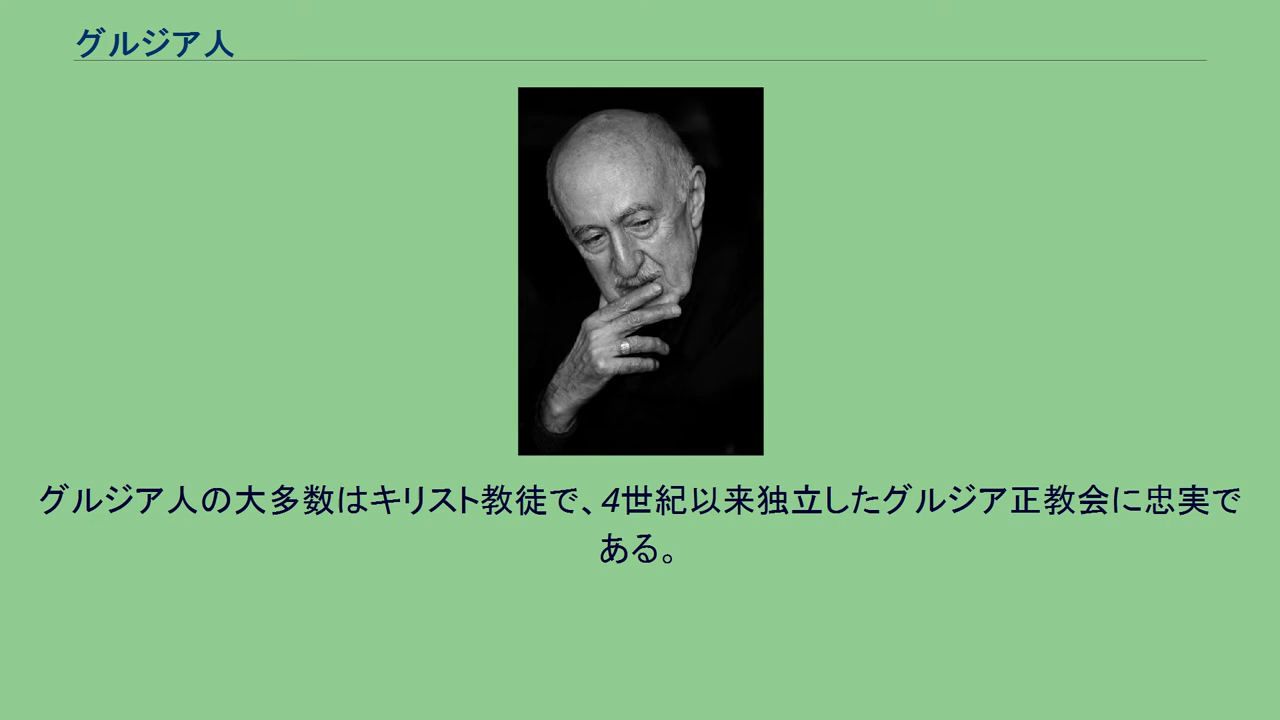 グルジア人
グルジア人の大多数はキリスト教徒で、4世紀以来独立したグルジア正教会に忠実で
ある。